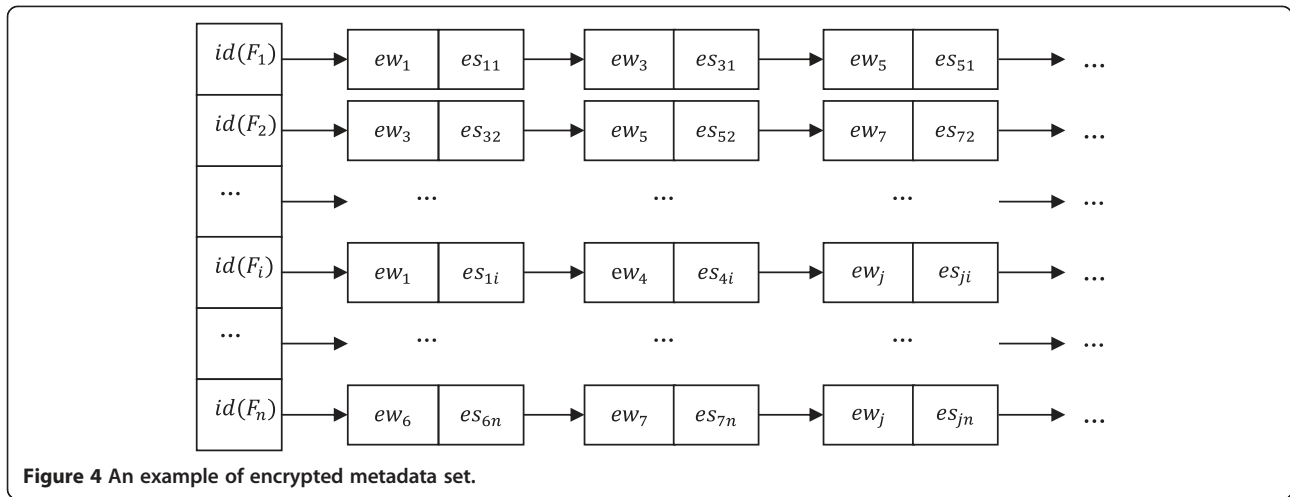 id(F₁) ew₁ es₁₁ ew₃ es₃₁ ew₅ es₅₁ ...
id(F₂) ew₃ es₃₂ ew₅ es₅₂ ew₇ es₇₂ ...
... ... ... ... ...
id(Fᵢ) ew₁ es₁ᵢ ew₄ es₄ᵢ ewⱼ esⱼᵢ ...
... ... ... ... ...
id(Fₙ) ew₆ es₆ₙ ew₇ es₇ₙ ewⱼ esⱼₙ ...
Figure 4 An example of encrypted metadata set.